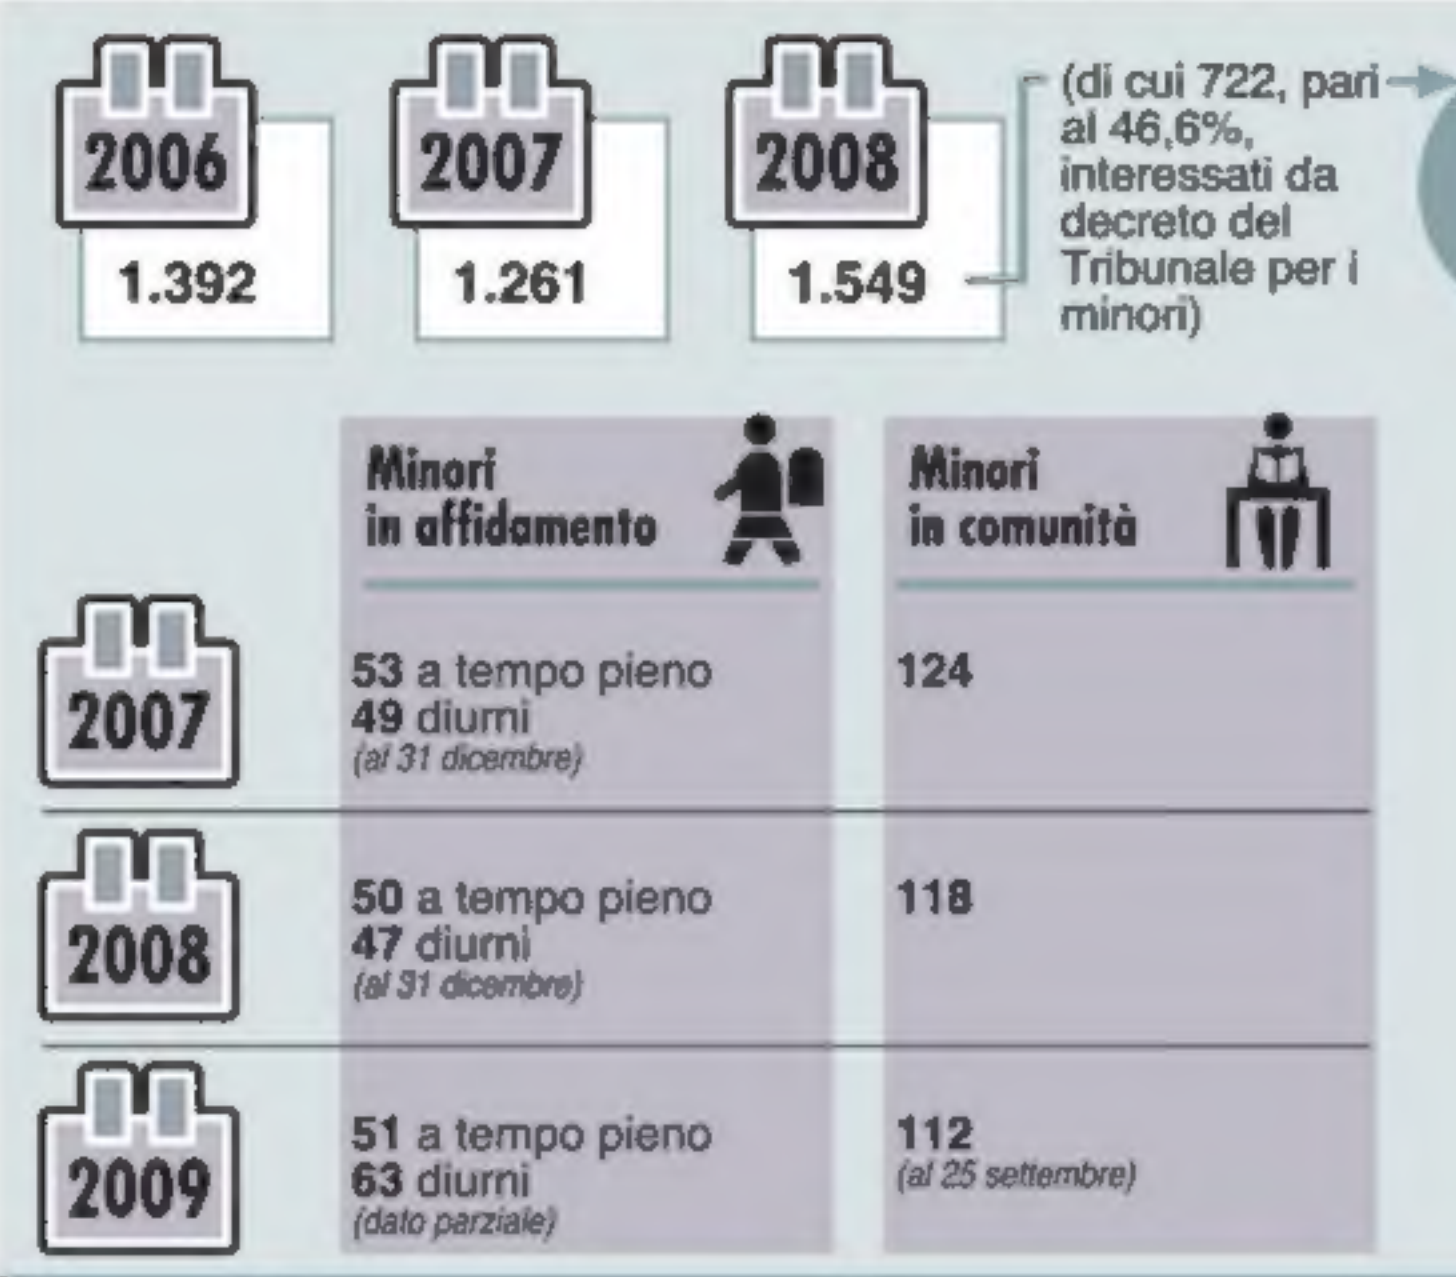 2006
2007
2008
1.392
1.261
1.549
(di cui 722, pari
al 46,6%,
interessati da
decreto del
Tribunale per i
minori)
Minori
in affidamento
Minori
in comunità
2007
53 a tempo pieno
49 diurni
(al 31 dicembre)
124
2008
50 a tempo pieno
47 diurni
(al 31 dicembre)
118
2009
51 a tempo pieno
63 diurni
(dato parziale)
112
(al 25 settembre)